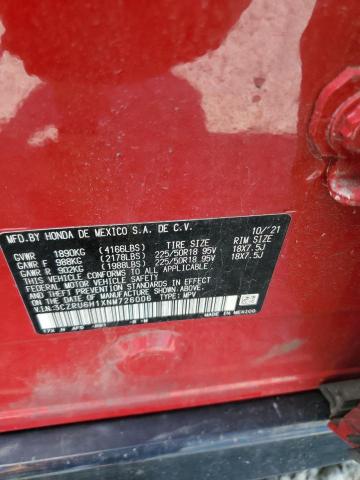 MFD.BY HONDA DE MEXICO S.A. DE C.V. 10/'21
GVWR 1890KG (4166LBS) TIRE SIZE RIM SIZE
GAWR F 988KG (2178LBS) 225/50R18 95V 18X7.5J
GAWR R 902KG (1988LBS) 225/50R18 95V 18X7.5J
THIS VEHICLE CONFORMS TO ALL APPLICABLE
FEDERAL MOTOR VEHICLE SAFETY, BUMPER,
AND THEFT PREVENTION STANDARDS IN EFFECT
ON THE DATE OF MANUFACTURE SHOWN ABOVE.
V.I.N:3CZRU6H1XNM726006 TYPE: MPV
MADE IN MEXICO